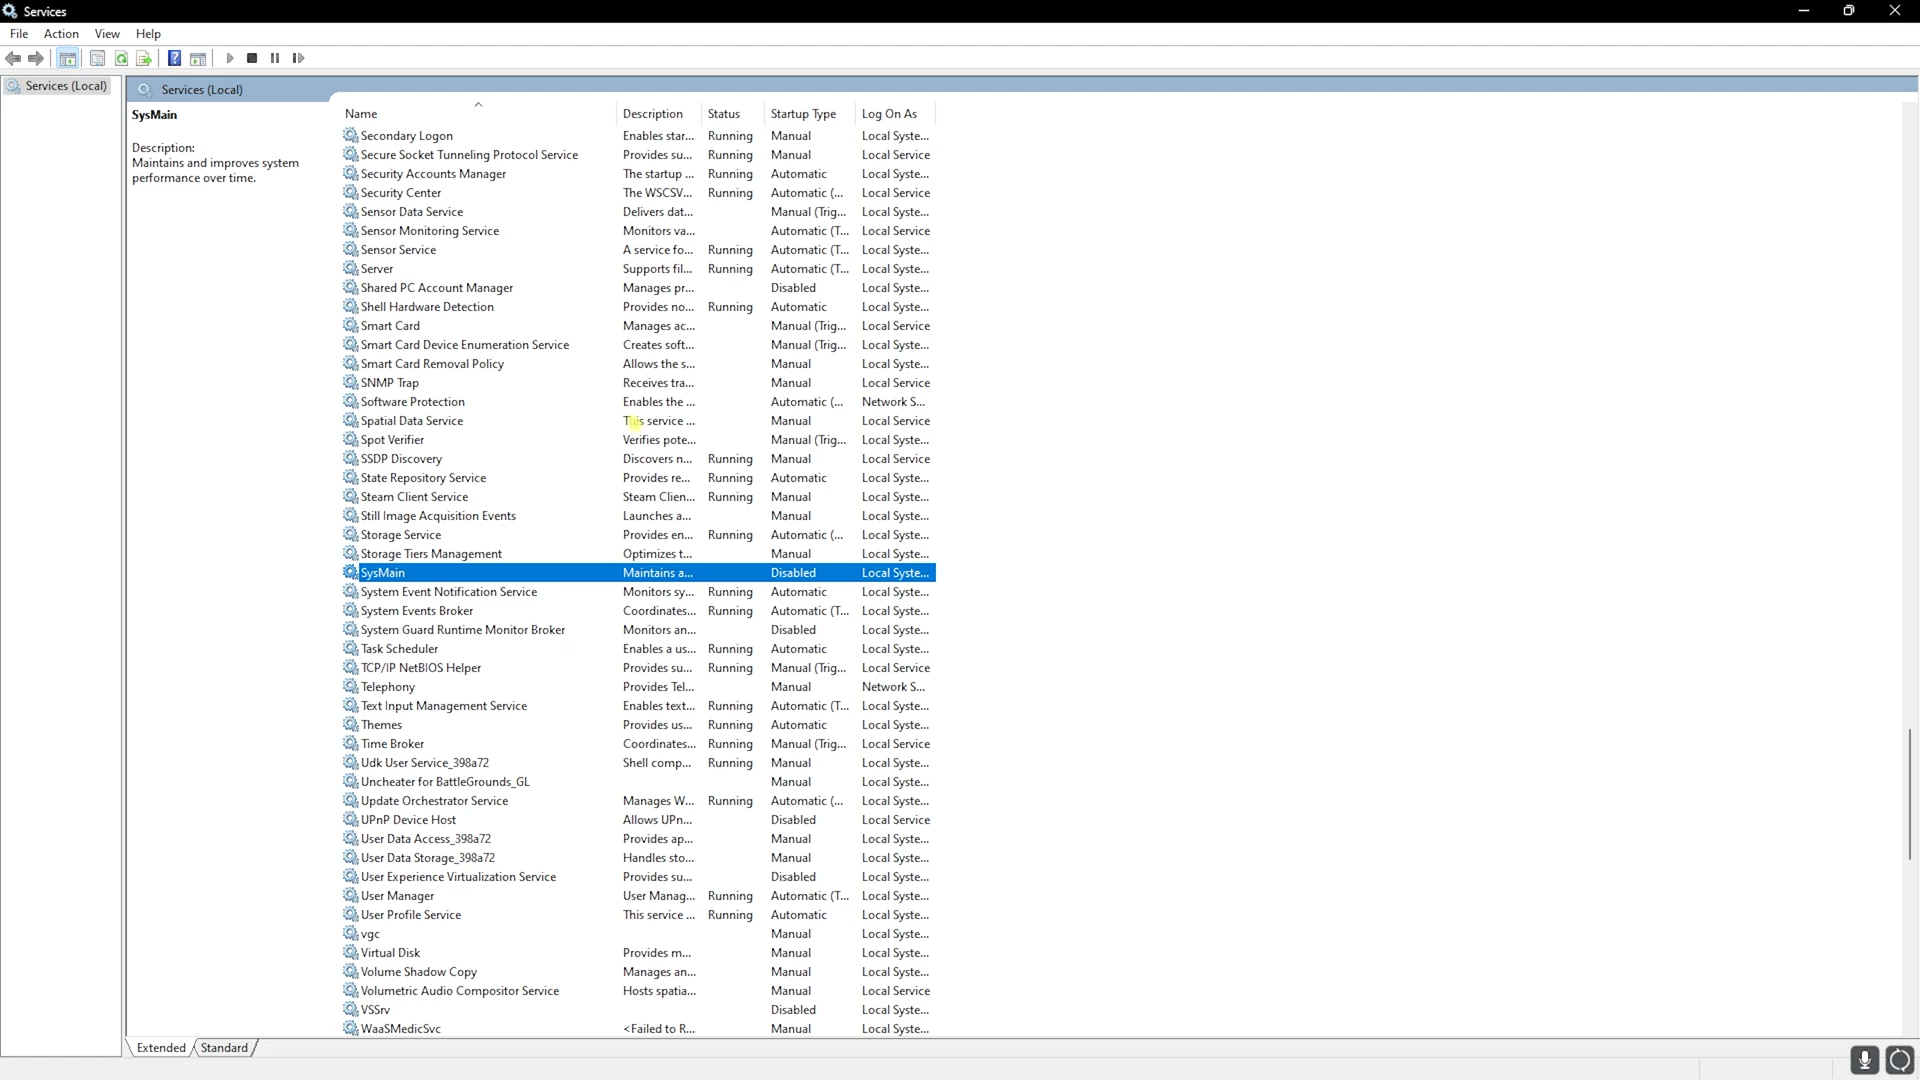 Services
File Action View Help
Services (Local)
Services (Local)
SysMain
Description:
Maintains and improves system
performance over time.
Name Description Status Startup Type Log On As
Secondary Logon Enables star... Running Manual Local Syste...
Secure Socket Tunneling Protocol Service Provides su... Running Manual Local Service
Security Accounts Manager The startup ... Running Automatic Local Syste...
Security Center The WSCSV... Running Automatic (... Local Service
Sensor Data Service Delivers dat... Manual (Trig... Local Syste...
Sensor Monitoring Service Monitors va... Automatic (T... Local Service
Sensor Service A service fo... Running Automatic (T... Local Syste...
Server Supports fil... Running Automatic (T... Local Syste...
Shared PC Account Manager Manages pr... Disabled Local Syste...
Shell Hardware Detection Provides no... Running Automatic Local Syste...
Smart Card Manages ac... Manual (Trig... Local Service
Smart Card Device Enumeration Service Creates soft... Manual (Trig... Local Syste...
Smart Card Removal Policy Allows the s... Manual Local Syste...
SNMP Trap Receives tra... Manual Local Service
Software Protection Enables the ... Automatic (... Network S...
Spatial Data Service This service ... Manual Local Service
Spot Verifier Verifies pote... Manual (Trig... Local Syste...
SSDP Discovery Discovers n... Running Manual Local Service
State Repository Service Provides re... Running Automatic Local Syste...
Steam Client Service Steam Clien... Running Manual Local Syste...
Still Image Acquisition Events Launches a... Manual Local Syste...
Storage Service Provides en... Running Automatic (... Local Syste...
Storage Tiers Management Optimizes t... Manual Local Syste...
SysMain Maintains a... Disabled Local Syste...
System Event Notification Service Monitors sy... Running Automatic Local Syste...
System Events Broker Coordinates... Running Automatic (T... Local Syste...
System Guard Runtime Monitor Broker Monitors an... Disabled Local Syste...
Task Scheduler Enables a us... Running Automatic Local Syste...
TCP/IP NetBIOS Helper Provides su... Running Manual (Trig... Local Service
Telephony Provides Tel... Manual Network S...
Text Input Management Service Enables text... Running Automatic (T... Local Syste...
Themes Provides us... Running Automatic Local Syste...
Time Broker Coordinates... Running Manual (Trig... Local Service
Udk User Service_398a72 Shell comp... Running Manual Local Syste...
Uncheater for BattleGrounds_GL Manual Local Syste...
Update Orchestrator Service Manages W... Running Automatic (... Local Syste...
UPnP Device Host Allows UPn... Disabled Local Service
User Data Access_398a72 Provides ap... Manual Local Syste...
User Data Storage_398a72 Handles sto... Manual Local Syste...
User Experience Virtualization Service Provides su... Disabled Local Syste...
User Manager User Manag... Running Automatic (T... Local Syste...
User Profile Service This service ... Running Automatic Local Syste...
vgc Manual Local Syste...
Virtual Disk Provides m... Manual Local Syste...
Volume Shadow Copy Manages an... Manual Local Syste...
Volumetric Audio Compositor Service Hosts spatia... Manual Local Service
VSSrv Disabled Local Syste...
WaaSMedicSvc <Failed to R... Manual Local Syste...
Extended Standard